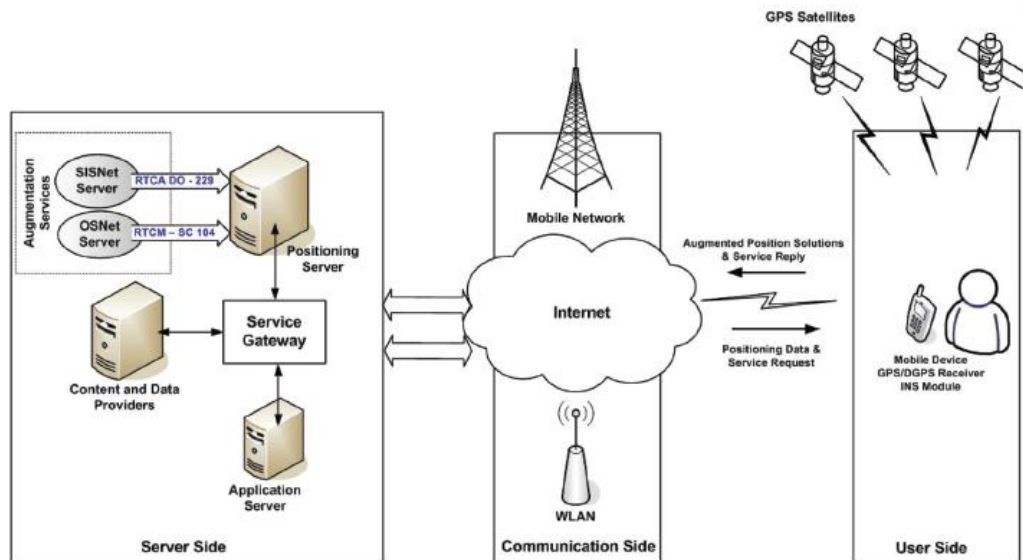 GPS Satellites
Augmentation
Services
SISNet
Server
RTCA DO - 229
OSNet
Server
RTCM – SC 104
Positioning
Server
Service
Gateway
Content and Data
Providers
Application
Server
Server Side
Mobile Network
Internet
WLAN
Communication Side
Augmented Position Solutions
& Service Reply
Positioning Data &
Service Request
Mobile Device
GPS/DGPS Receiver
INS Module
User Side